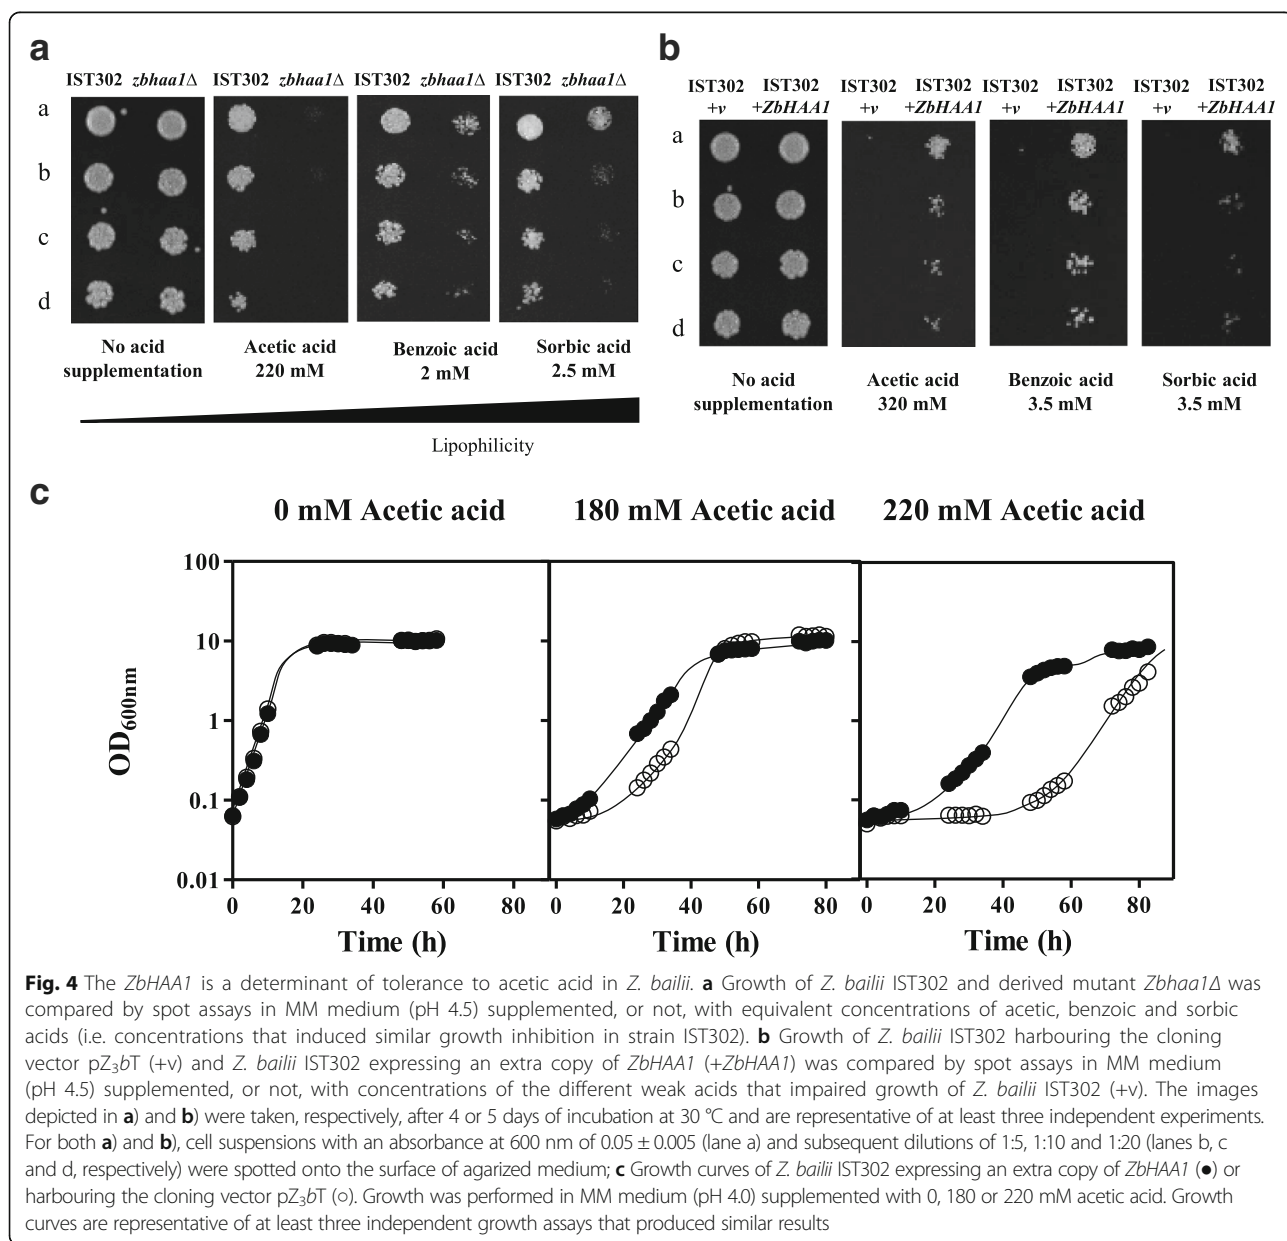 a
IST302 zbhaa1Δ IST302 zbhaa1Δ IST302 zbhaa1Δ IST302 zbhaa1Δ
a
b
c
d
No acid supplementation
Acetic acid 220 mM
Benzoic acid 2 mM
Sorbic acid 2.5 mM
Lipophilicity
b
IST302 +v IST302 +ZbHAA1 IST302 +v IST302 +ZbHAA1 IST302 +v IST302 +ZbHAA1 IST302 +v IST302 +ZbHAA1
a
b
c
d
No acid supplementation
Acetic acid 320 mM
Benzoic acid 3.5 mM
Sorbic acid 3.5 mM
c
0 mM Acetic acid 180 mM Acetic acid 220 mM Acetic acid
OD600nm
100
10
1
0.1
0.01
0 20 40 60 80 0 20 40 60 80 0 20 40 60 80
Time (h) Time (h) Time (h)
Fig. 4 The ZbHAA1 is a determinant of tolerance to acetic acid in Z. bailii. a Growth of Z. bailii IST302 and derived mutant Zbhaa1Δ was
compared by spot assays in MM medium (pH 4.5) supplemented, or not, with equivalent concentrations of acetic, benzoic and sorbic
acids (i.e. concentrations that induced similar growth inhibition in strain IST302). b Growth of Z. bailii IST302 harbouring the cloning
vector pZ₃bT (+v) and Z. bailii IST302 expressing an extra copy of ZbHAA1 (+ZbHAA1) was compared by spot assays in MM medium
(pH 4.5) supplemented, or not, with concentrations of the different weak acids that impaired growth of Z. bailii IST302 (+v). The images
depicted in a) and b) were taken, respectively, after 4 or 5 days of incubation at 30 °C and are representative of at least three independent experiments.
For both a) and b), cell suspensions with an absorbance at 600 nm of 0.05 ± 0.005 (lane a) and subsequent dilutions of 1:5, 1:10 and 1:20 (lanes b, c
and d, respectively) were spotted onto the surface of agarized medium; c Growth curves of Z. bailii IST302 expressing an extra copy of ZbHAA1 (●) or
harbouring the cloning vector pZ₃bT (○). Growth was performed in MM medium (pH 4.0) supplemented with 0, 180 or 220 mM acetic acid. Growth
curves are representative of at least three independent growth assays that produced similar results